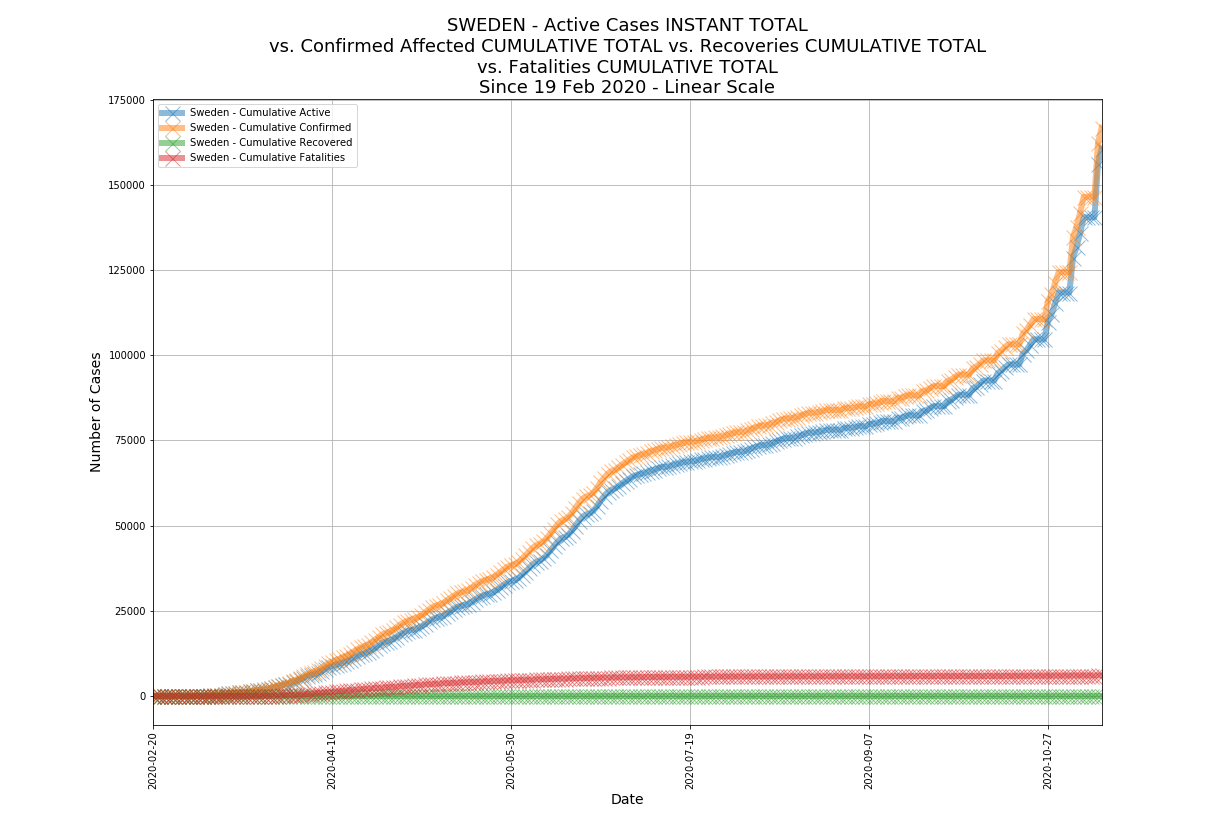 SWEDEN - Active Cases INSTANT TOTAL
vs. Confirmed Affected CUMULATIVE TOTAL vs. Recoveries CUMULATIVE TOTAL
vs. Fatalities CUMULATIVE TOTAL
Since 19 Feb 2020 - Linear Scale
Sweden - Cumulative Active
Sweden - Cumulative Confirmed
Sweden - Cumulative Recovered
Sweden - Cumulative Fatalities
175000
150000
125000
100000
75000
50000
25000
0
Number of Cases
2020-02-20
2020-04-10
2020-05-30
2020-07-19
2020-09-07
2020-10-27
Date